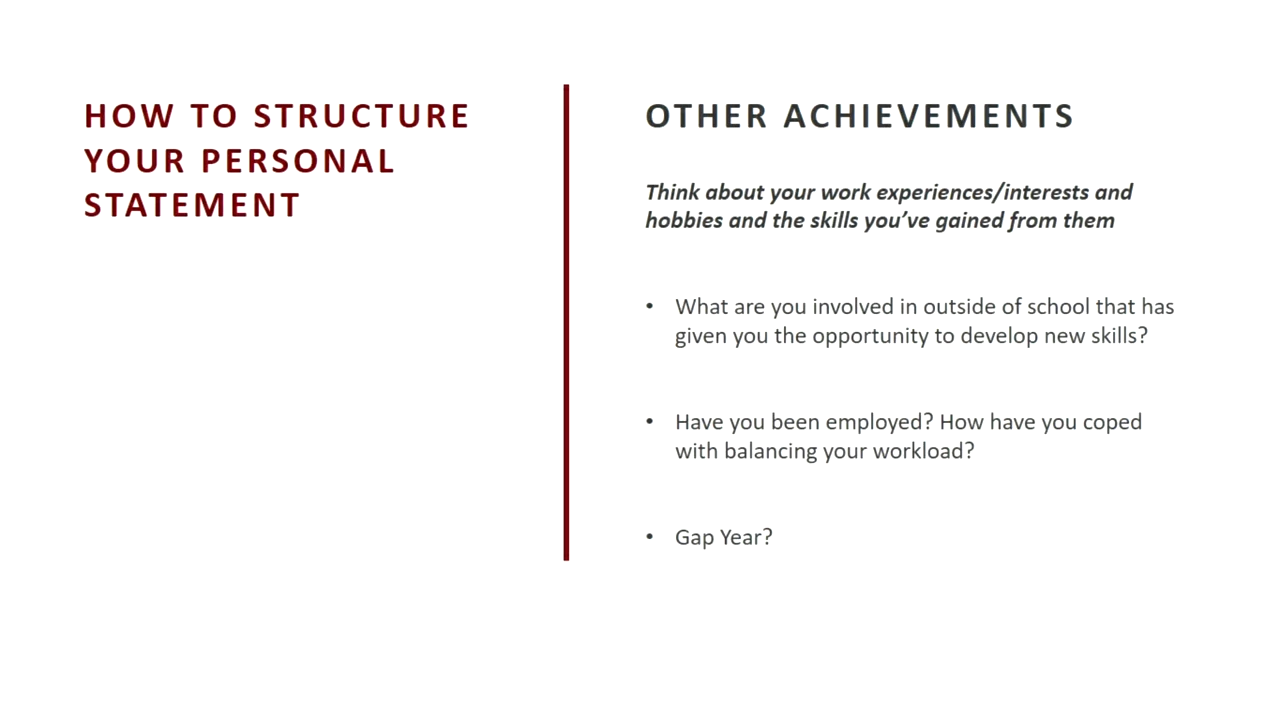 HOW TO STRUCTURE
YOUR PERSONAL
STATEMENT
OTHER ACHIEVEMENTS
Think about your work experiences/interests and
hobbies and the skills you’ve gained from them
• What are you involved in outside of school that has
given you the opportunity to develop new skills?
• Have you been employed? How have you coped
with balancing your workload?
• Gap Year?